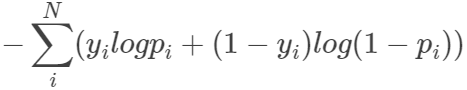 $-\sum_{i}^{N}(y_i log p_i + (1 - y_i) log(1 - p_i))$